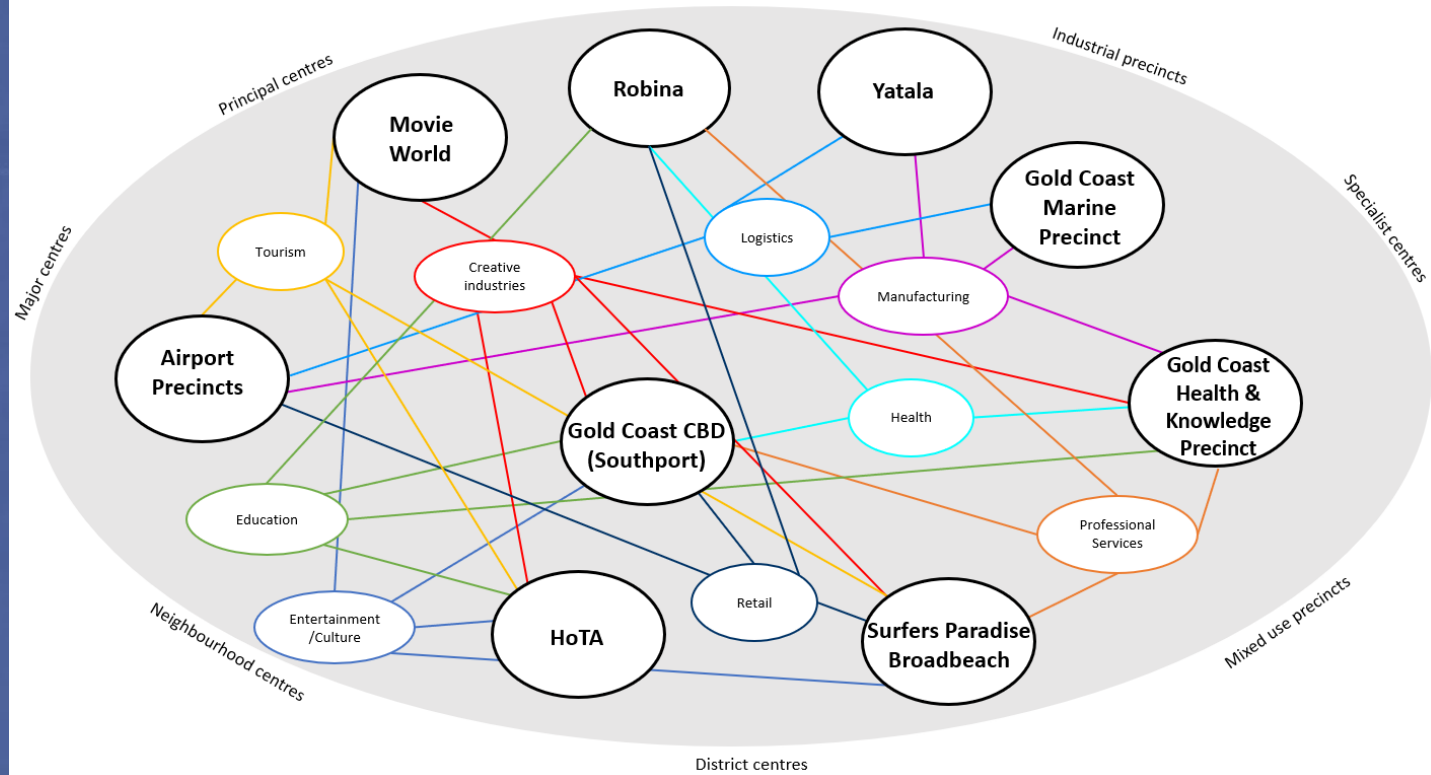 Principal centres
Industrial precincts
Robina
Yatala
Movie
World
Gold Coast
Marine
Precinct
Specialist centres
Major centres
Tourism
Logistics
Creative
industries
Manufacturing
Airport
Precincts
Gold Coast
Health &
Knowledge
Precinct
Health
Gold Coast CBD
(Southport)
Education
Professional
Services
Retail
Entertainment
/Culture
HoTA
Surfers Paradise
Broadbeach
Neighbourhood centres
Mixed use precincts
District centres